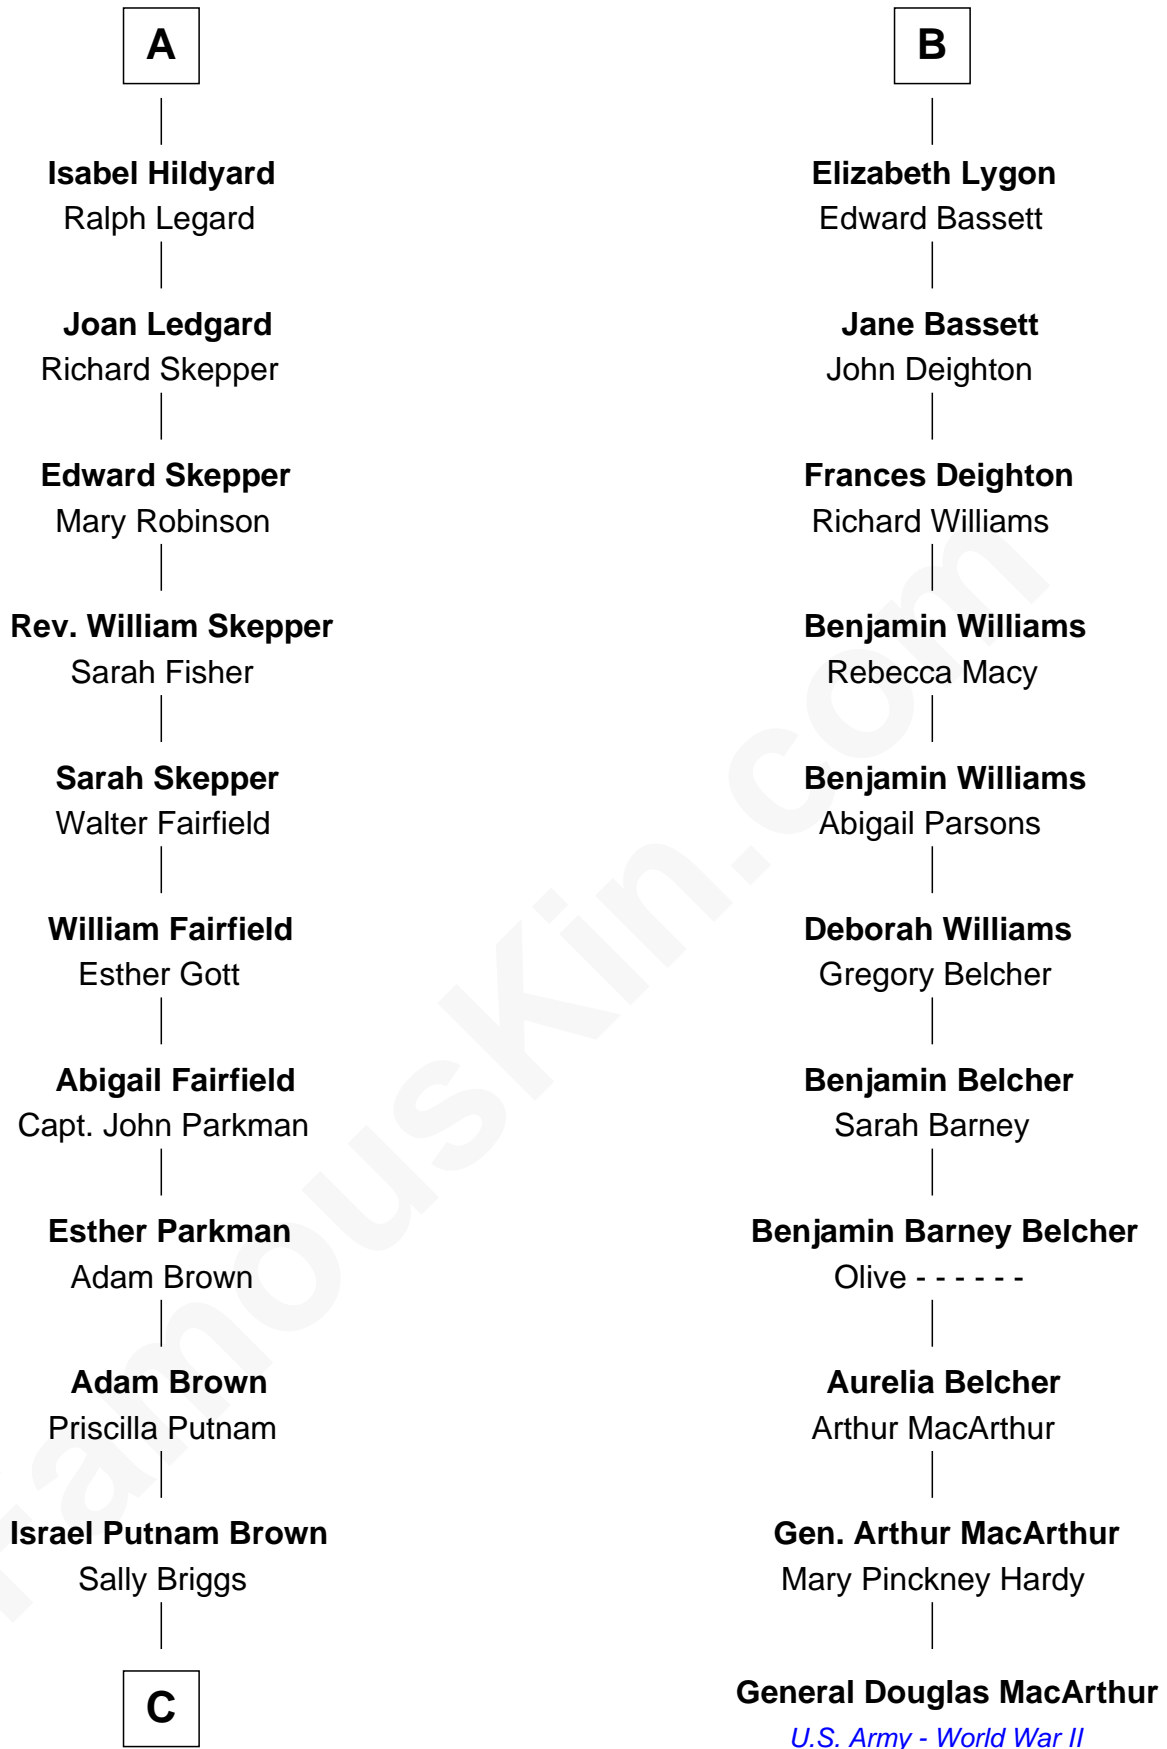 A
Isabel Hildyard
Ralph Legard
Joan Ledgard
Richard Skepper
Edward Skepper
Mary Robinson
Rev. William Skepper
Sarah Fisher
Sarah Skepper
Walter Fairfield
William Fairfield
Esther Gott
Abigail Fairfield
Capt. John Parkman
Esther Parkman
Adam Brown
Adam Brown
Priscilla Putnam
Israel Putnam Brown
Sally Briggs
C
B
Elizabeth Lygon
Edward Bassett
Jane Bassett
John Deighton
Frances Deighton
Richard Williams
Benjamin Williams
Rebecca Macy
Benjamin Williams
Abigail Parsons
Deborah Williams
Gregory Belcher
Benjamin Belcher
Sarah Barney
Benjamin Barney Belcher
Olive - - - - - -
Aurelia Belcher
Arthur MacArthur
Gen. Arthur MacArthur
Mary Pinckney Hardy
General Douglas MacArthur
U.S. Army - World War II
FamousKin.com